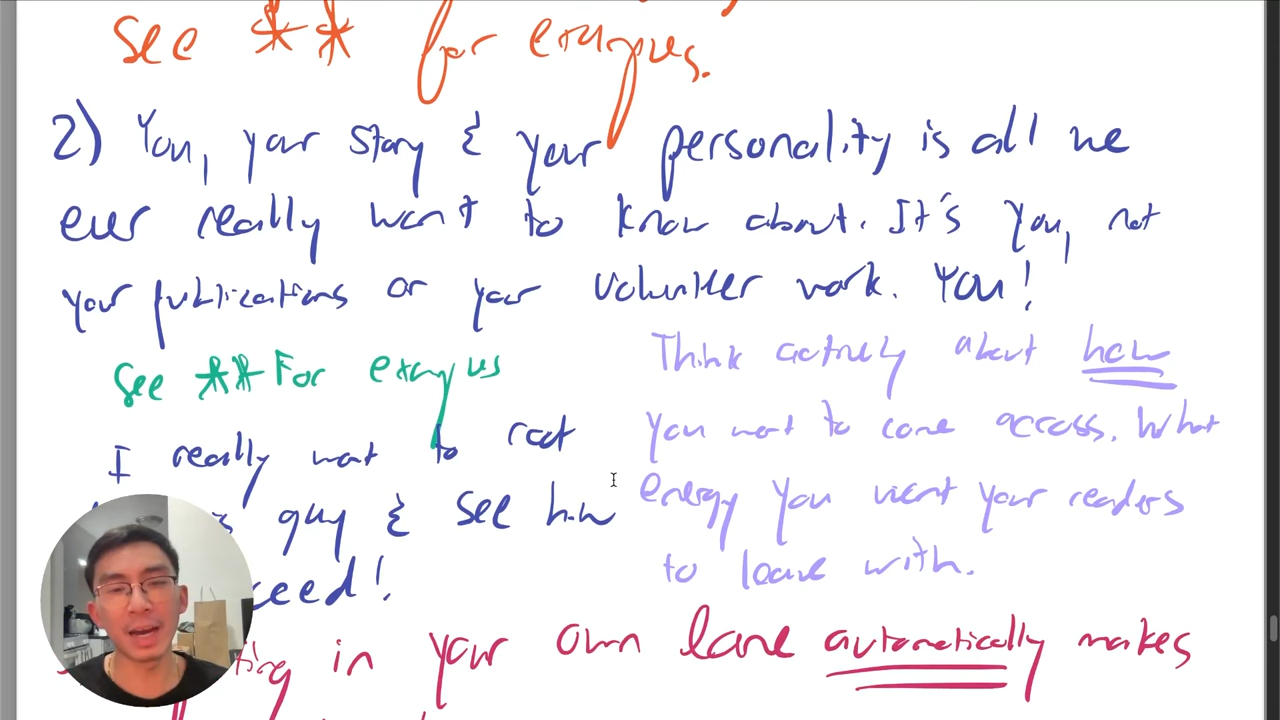 see ** for examples.
2) You, your story & your personality is all we
ever really want to know about. It's you, not
your publications or your volunteer work. You!
See ** For examples
Think actively about how
you want to come across. What
energy you want your readers
to leave with.
I really want to root
guy & see him
ceed!
ting in your own lane automatically makes